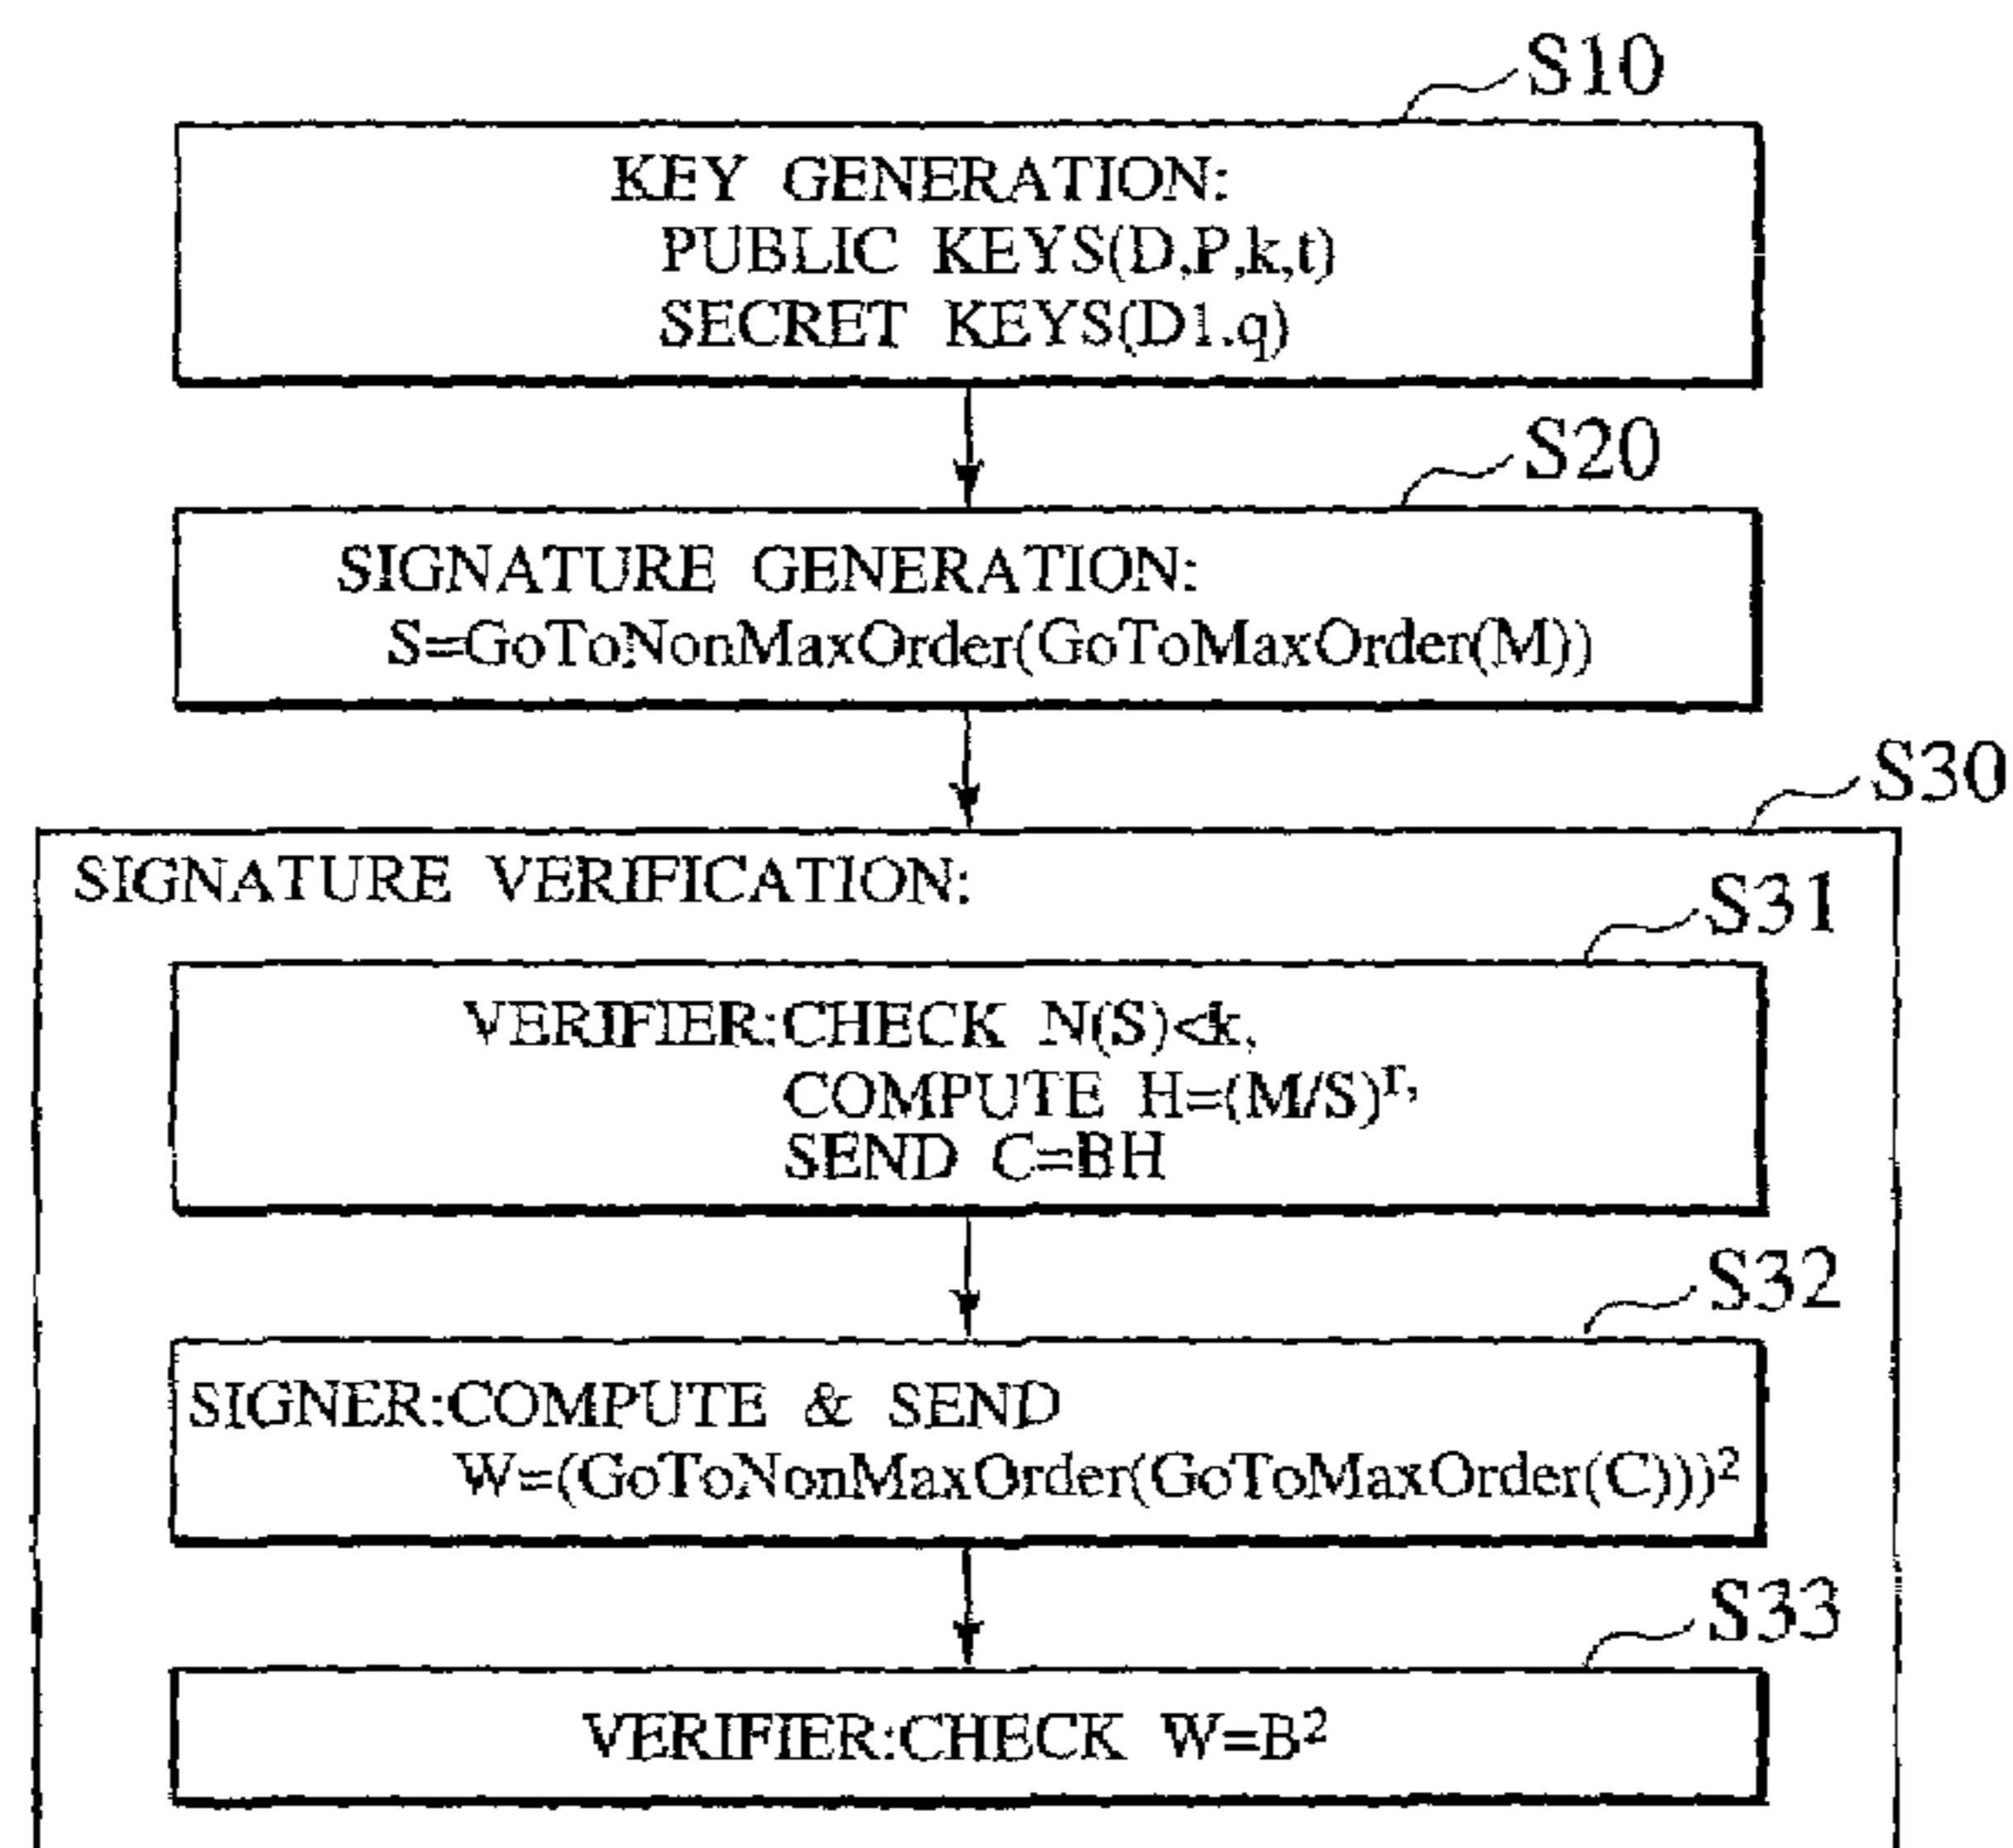 S10
KEY GENERATION:
PUBLIC KEYS(D,P,k,t)
SECRET KEYS(D1,q)
S20
SIGNATURE GENERATION:
S=GoToNonMaxOrder(GoToMaxOrder(M))
S30
SIGNATURE VERIFICATION:
S31
VERIFIER:CHECK N(S)<k,
COMPUTE H=(M/S)ʳ,
SEND C=BH
S32
SIGNER:COMPUTE & SEND
W=(GoToNonMaxOrder(GoToMaxOrder(C)))²
S33
VERIFIER:CHECK W=B²